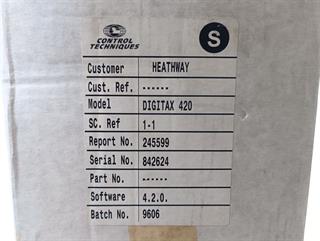 CONTROL
TECHNIQUES
S
Customer HEATHWAY
Cust. Ref. ------
Model DIGITAX 420
SC. Ref 1-1
Report No. 245599
Serial No. 842624
Part No. ------
Software 4.2.0.
Batch No. 9606